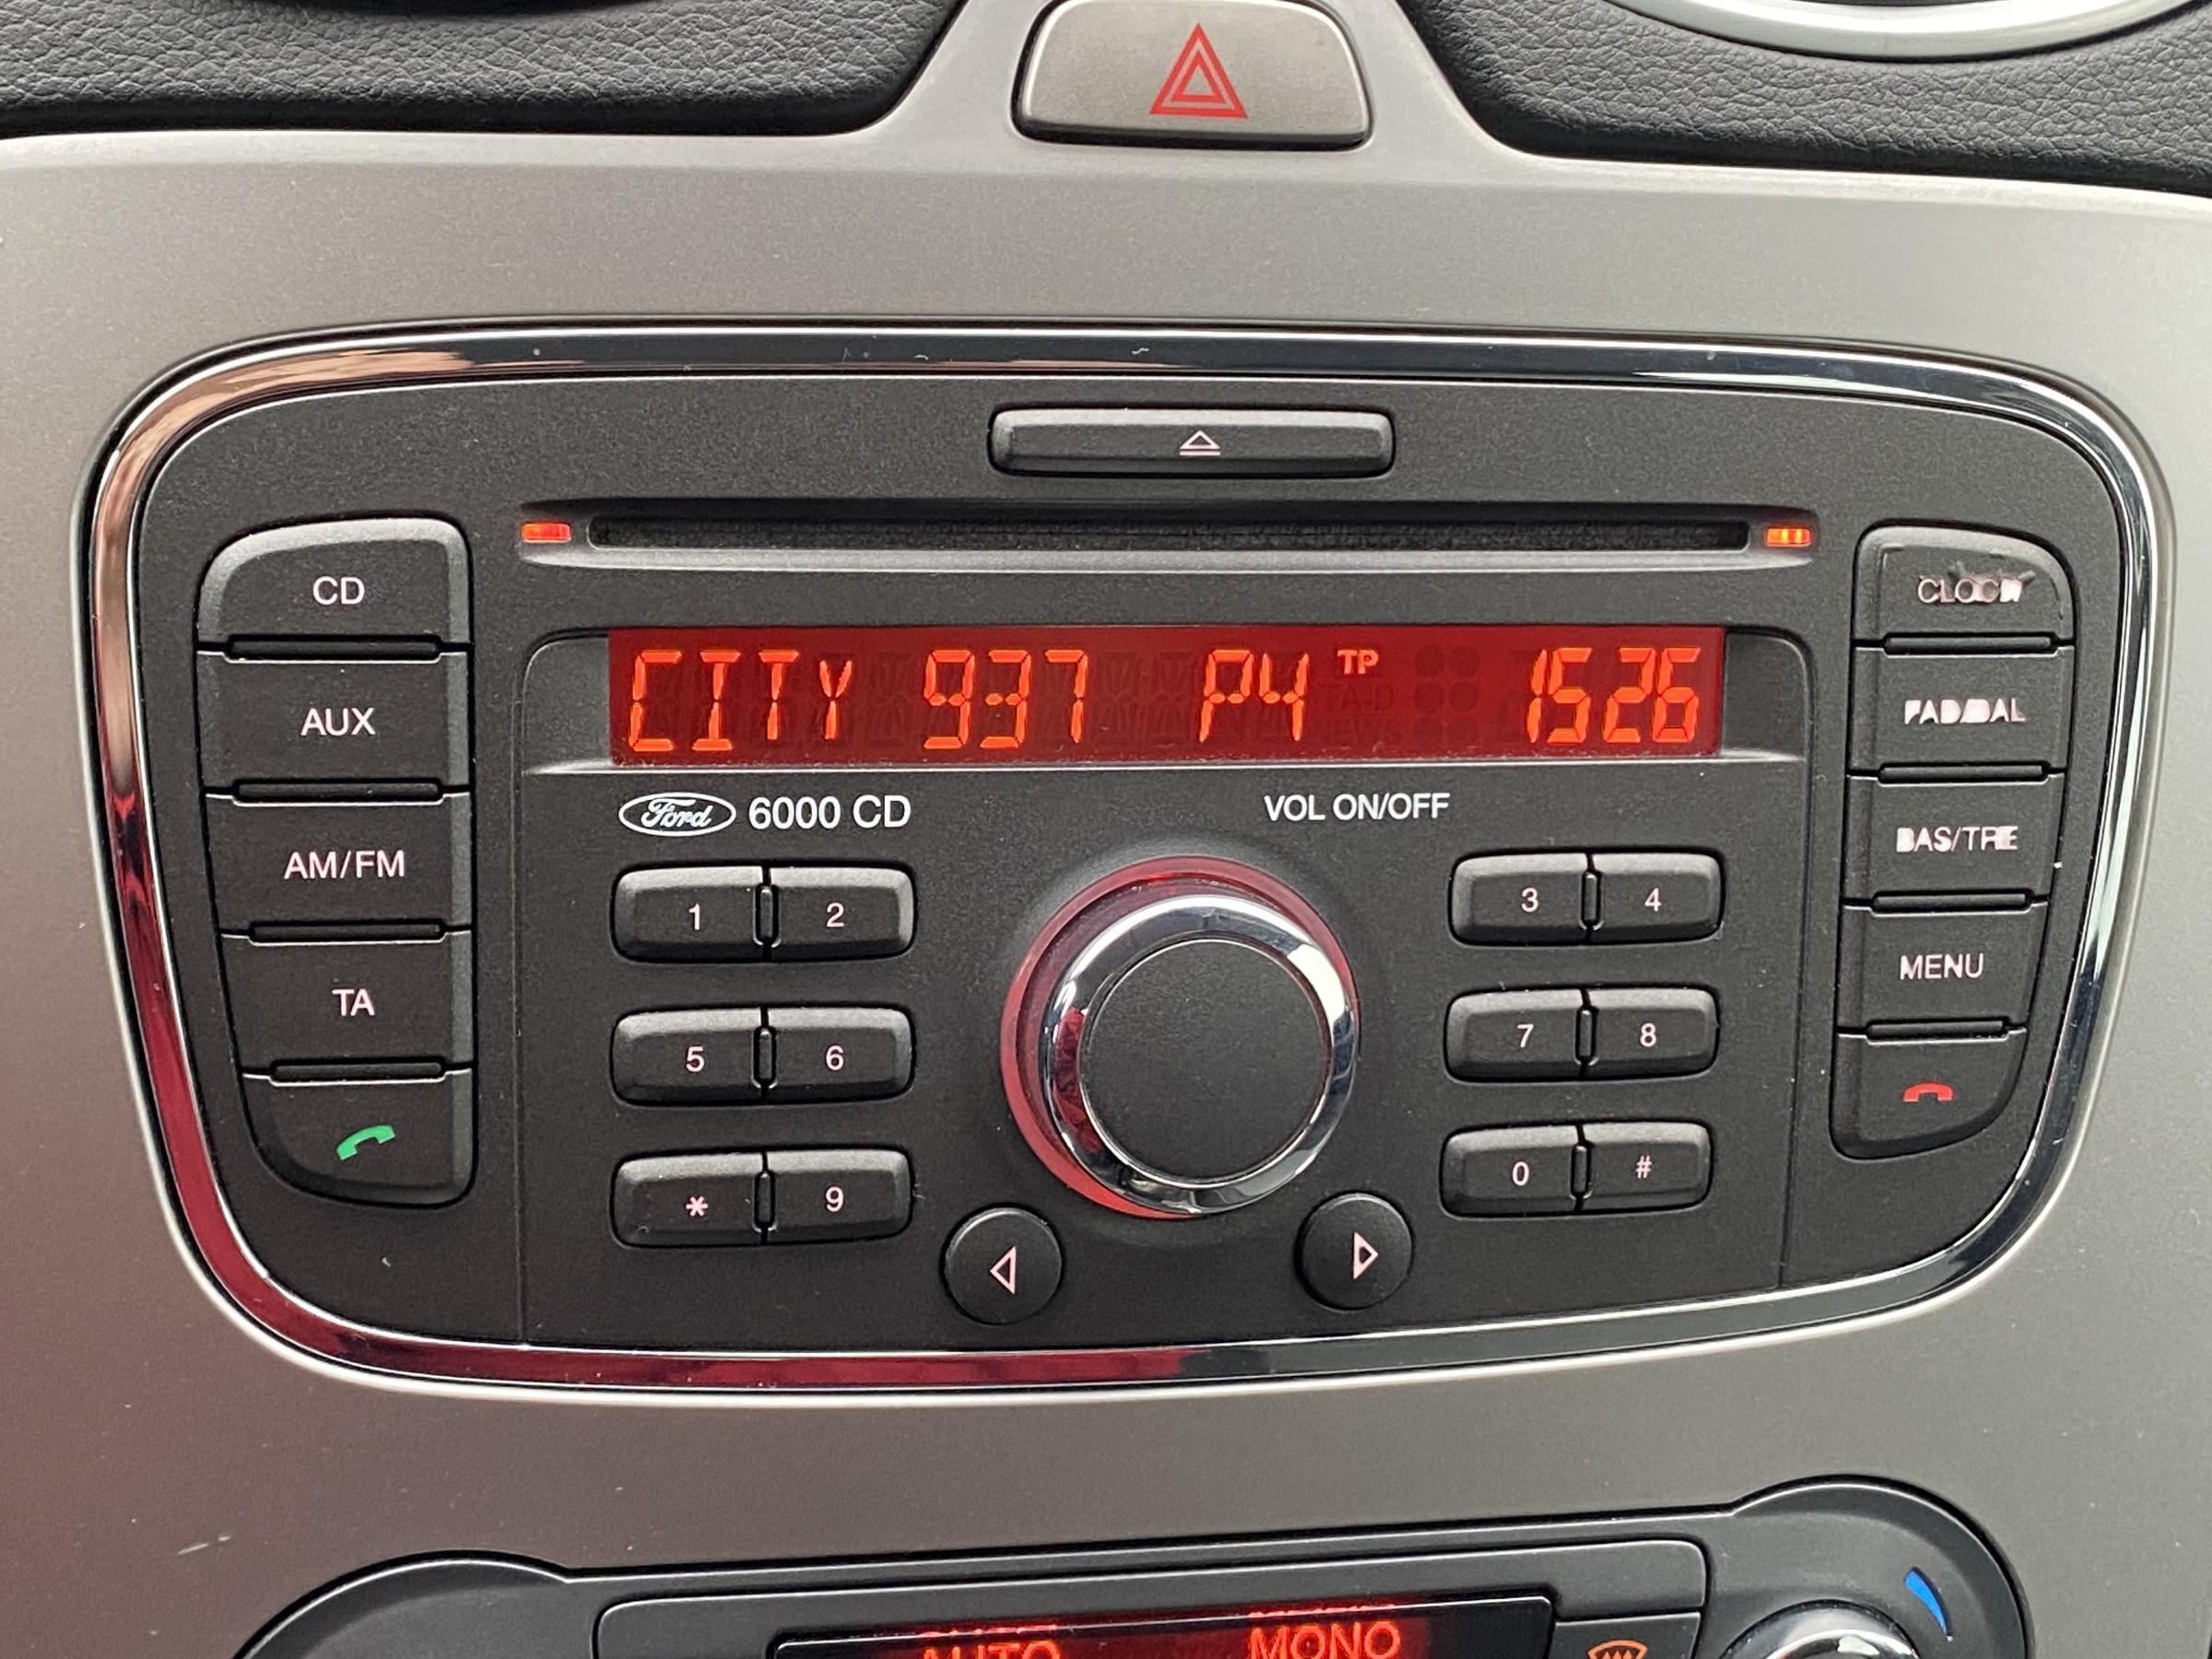 CD
AUX
AM/FM
TA
CITY 937 P4 TP 1526
Ford 6000 CD
VOL ON/OFF
1 2
3 4
5 6
7 8
* 9
0 #
CLOCK
FAD/BAL
BAS/TRE
MENU
AUTO MONO